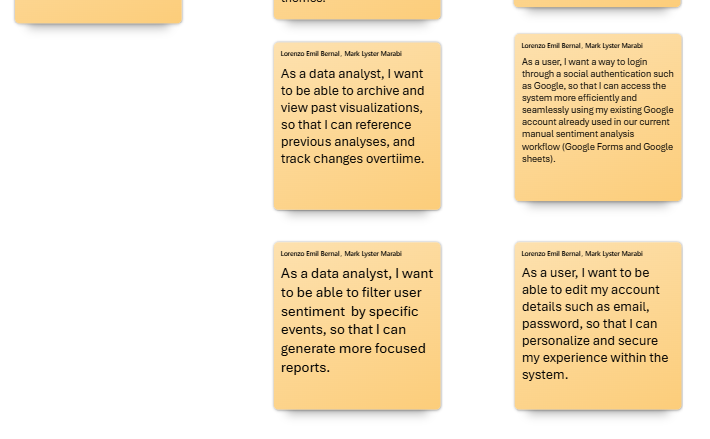 themes.
Lorenzo Emil Bernal, Mark Lyster Marabi
As a data analyst, I want
to be able to archive and
view past visualizations,
so that I can reference
previous analyses, and
track changes overtiime.
Lorenzo Emil Bernal, Mark Lyster Marabi
As a user, I want a way to login
through a social authentication such
as Google, so that I can access the
system more efficiently and
seamlessly using my existing Google
account already used in our current
manual sentiment analysis
workflow (Google Forms and Google
sheets).
Lorenzo Emil Bernal, Mark Lyster Marabi
As a data analyst, I want
to be able to filter user
sentiment  by specific
events, so that I can
generate more focused
reports.
Lorenzo Emil Bernal, Mark Lyster Marabi
As a user, I want to be
able to edit my account
details such as email,
password, so that I can
personalize and secure
my experience within the
system.